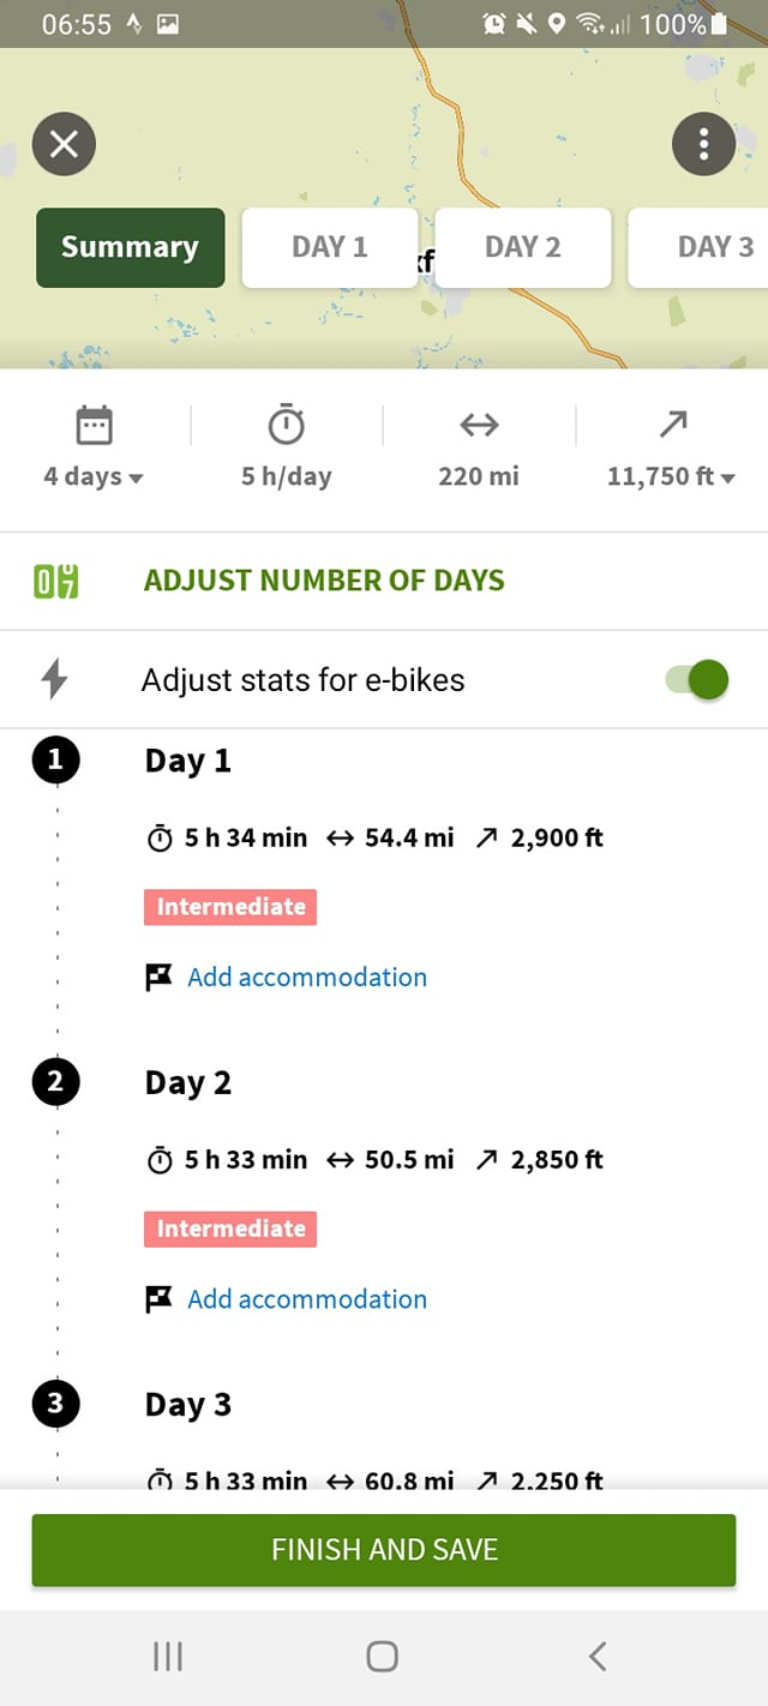 06:55 100%
Summary DAY 1 DAY 2 DAY 3
4 days 5 h/day 220 mi 11,750 ft
07 ADJUST NUMBER OF DAYS
Adjust stats for e-bikes
1 Day 1
5 h 34 min 54.4 mi 2,900 ft
Intermediate
Add accommodation
2 Day 2
5 h 33 min 50.5 mi 2,850 ft
Intermediate
Add accommodation
3 Day 3
5 h 33 min 60.8 mi 2,250 ft
FINISH AND SAVE